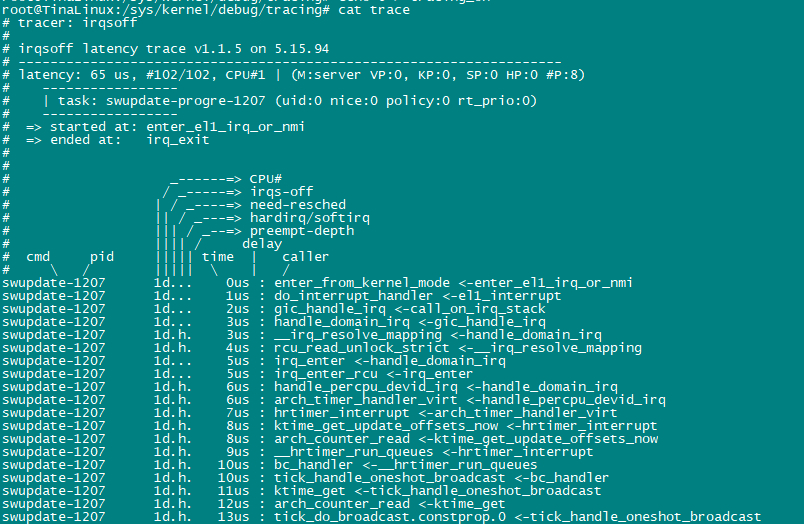 root@TinaLinux:/sys/kernel/debug/tracing# cat trace
# tracer: irqsoff
#
# irqsoff latency trace v1.1.5 on 5.15.94
# --------------------------------------------------------------------
# latency: 65 us, #102/102, CPU#1 | (M:server VP:0, KP:0, SP:0 HP:0 #P:8)
#    -----------------
#    | task: swupdate-progre-1207 (uid:0 nice:0 policy:0 rt_prio:0)
#    -----------------
#  => started at: enter_el1_irq_or_nmi
#  => ended at:   irq_exit
#
#
#                    _------=> CPU#
#                   / _-----=> irqs-off
#                  | / _----=> need-resched
#                  || / _---=> hardirq/softirq
#                  ||| / _--=> preempt-depth
#                  |||| /     delay
#  cmd     pid     ||||| time  |   caller
#     \   /        |||||  \    |   /
swupdate-1207      1d...    0us : enter_from_kernel_mode <-enter_el1_irq_or_nmi
swupdate-1207      1d...    1us : do_interrupt_handler <-el1_interrupt
swupdate-1207      1d...    2us : gic_handle_irq <-call_on_irq_stack
swupdate-1207      1d...    3us : handle_domain_irq <-gic_handle_irq
swupdate-1207      1d.h.    3us : __irq_resolve_mapping <-handle_domain_irq
swupdate-1207      1d.h.    4us : rcu_read_unlock_strict <-__irq_resolve_mapping
swupdate-1207      1d...    5us : irq_enter <-handle_domain_irq
swupdate-1207      1d...    5us : irq_enter_rcu <-irq_enter
swupdate-1207      1d.h.    6us : handle_percpu_devid_irq <-handle_domain_irq
swupdate-1207      1d.h.    6us : arch_timer_handler_virt <-handle_percpu_devid_irq
swupdate-1207      1d.h.    7us : hrtimer_interrupt <-arch_timer_handler_virt
swupdate-1207      1d.h.    8us : ktime_get_update_offsets_now <-hrtimer_interrupt
swupdate-1207      1d.h.    8us : arch_counter_read <-ktime_get_update_offsets_now
swupdate-1207      1d.h.    9us : __hrtimer_run_queues <-hrtimer_interrupt
swupdate-1207      1d.h.   10us : bc_handler <-__hrtimer_run_queues
swupdate-1207      1d.h.   10us : tick_handle_oneshot_broadcast <-bc_handler
swupdate-1207      1d.h.   11us : ktime_get <-tick_handle_oneshot_broadcast
swupdate-1207      1d.h.   12us : arch_counter_read <-ktime_get
swupdate-1207      1d.h.   13us : tick_do_broadcast.constprop.0 <-tick_handle_oneshot_broadcast